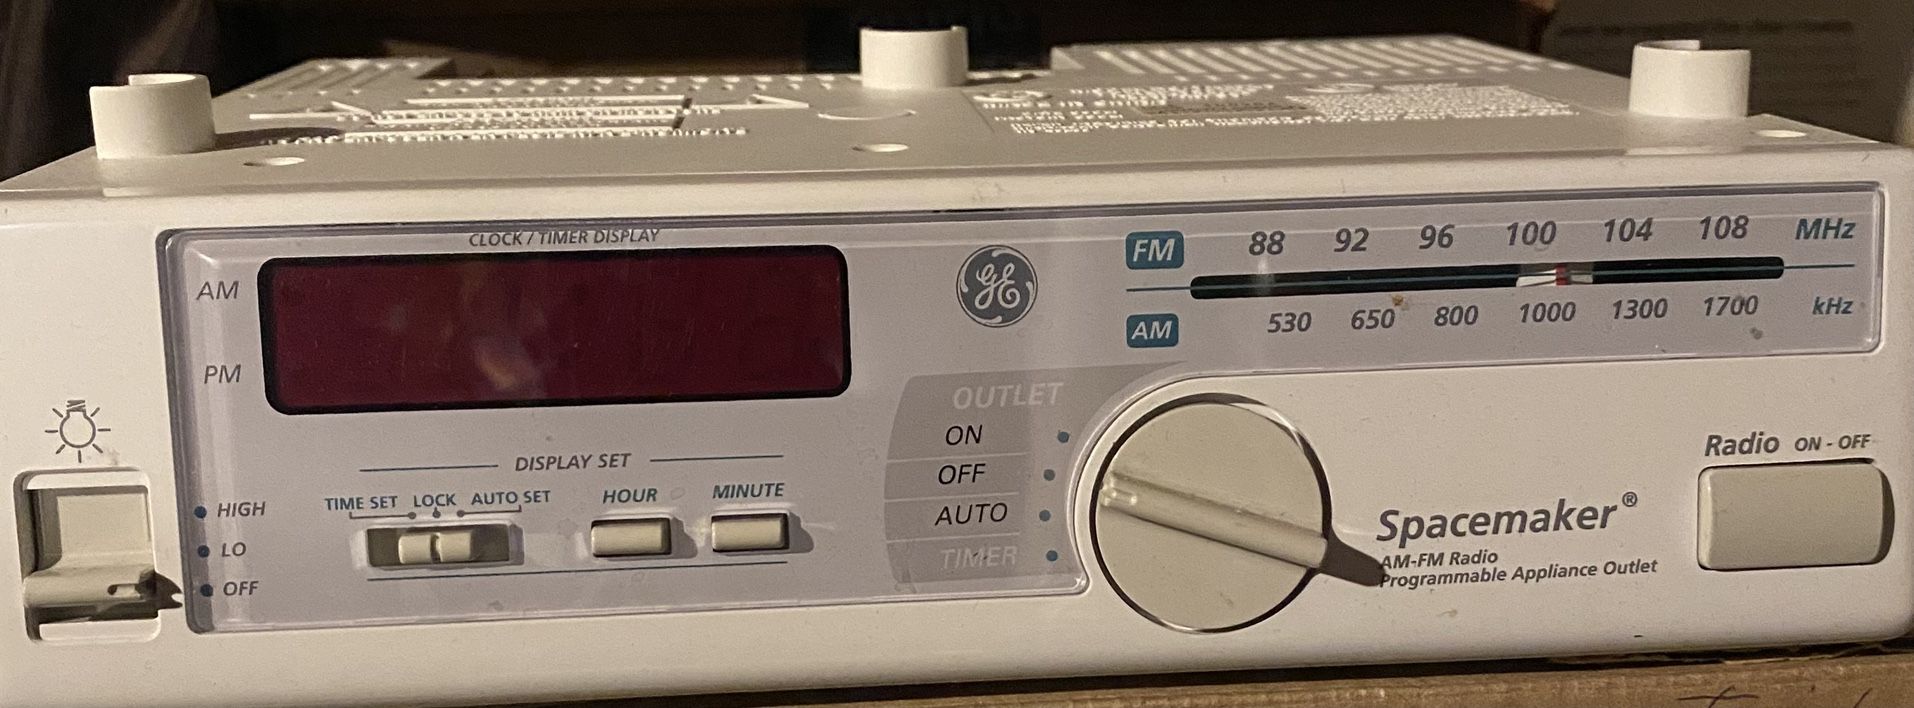 CLOCK / TIMER DISPLAY
AM
PM
HIGH
LO
OFF
DISPLAY SET
TIME SET LOCK AUTO SET HOUR MINUTE
GE
OUTLET
ON
OFF
AUTO
TIMER
FM 88 92 96 100 104 108 MHz
AM 530 650 800 1000 1300 1700 kHz
Spacemaker®
AM-FM Radio
Programmable Appliance Outlet
Radio ON - OFF